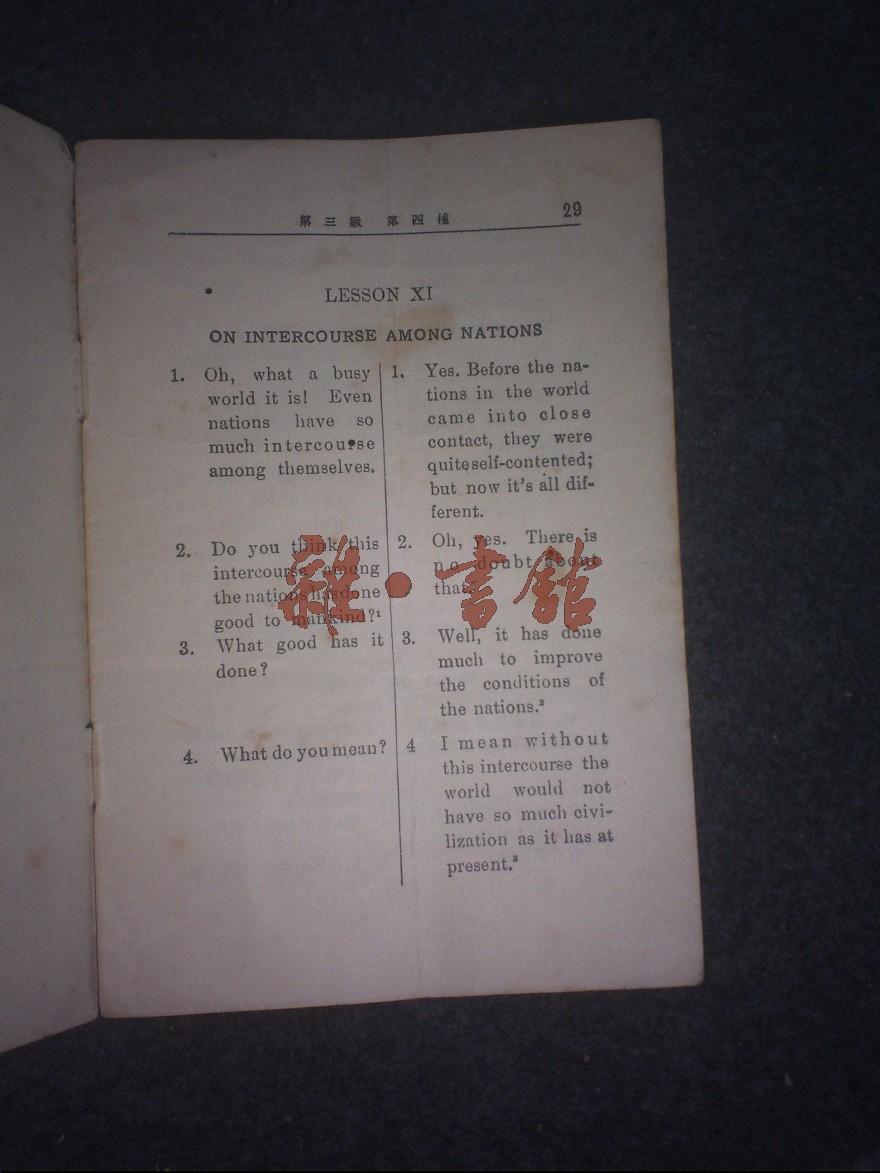 第三級 第四種 29
LESSON XI
ON INTERCOURSE AMONG NATIONS
1. Oh, what a busy
world it is! Even
nations have so
much intercourse
among themselves.
1. Yes. Before the na-
tions in the world
came into close
contact, they were
quite self-contented;
but now it's all dif-
ferent.
2. Do you think this
intercourse among
the nations has done
good to mankind?¹
2. Oh, yes. There is
no doubt about
that.
3. What good has it
done?
3. Well, it has done
much to improve
the conditions of
the nations.²
4. What do you mean?
4 I mean without
this intercourse the
world would not
have so much civi-
lization as it has at
present.³
雜·書館